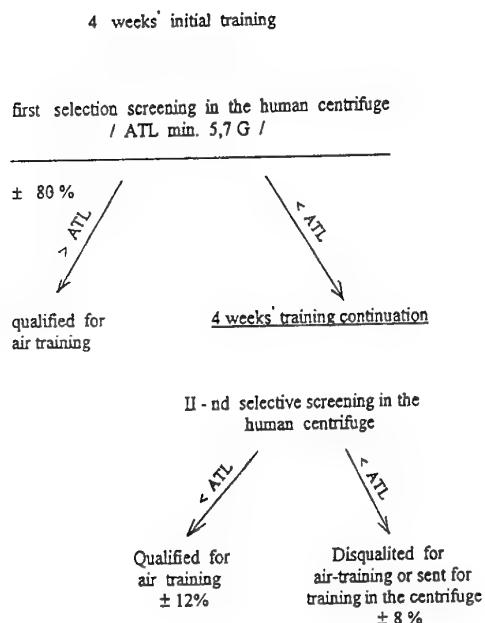 4 weeks' initial training
first selection screening in the human centrifuge
/ ATL min. 5,7 G /
± 80 %
> ATL
< ATL
qualified for
air training
4 weeks' training continuation
II - nd selective screening in the
human centrifuge
< ATL
< ATL
Qualified for
air training
± 12%
Disqualited for
air-training or sent for
training in the centrifuge
± 8 %